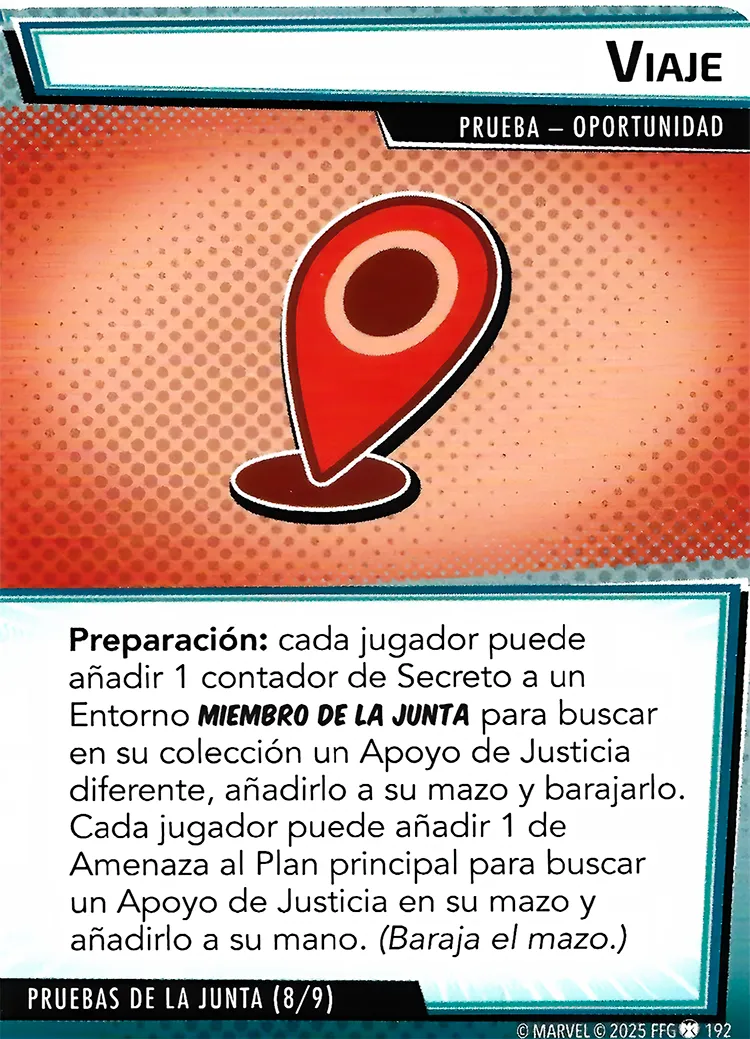 Viaje
PRUEBA – OPORTUNIDAD
Preparación: cada jugador puede
añadir 1 contador de Secreto a un
Entorno MIEMBRO DE LA JUNTA para buscar
en su colección un Apoyo de Justicia
diferente, añadirlo a su mazo y barajarlo.
Cada jugador puede añadir 1 de
Amenaza al Plan principal para buscar
un Apoyo de Justicia en su mazo y
añadirlo a su mano. (Baraja el mazo.)
PRUEBAS DE LA JUNTA (8/9)
© MARVEL © 2025 FFG 192